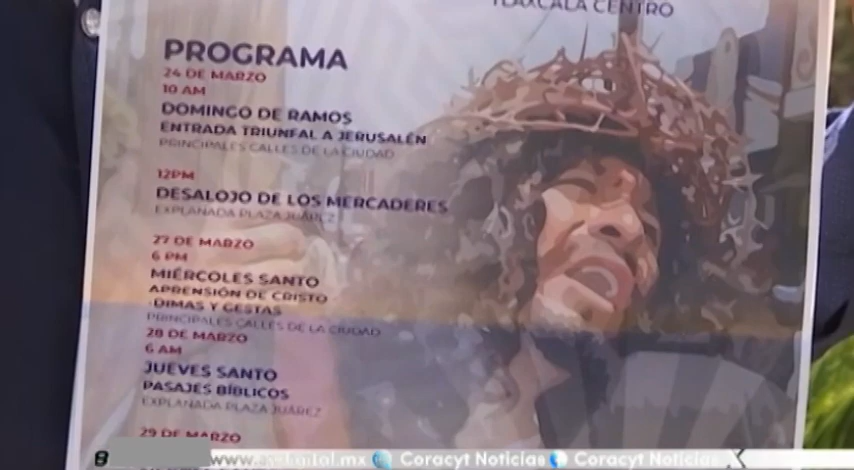 TLAXCALA CENTRO
PROGRAMA
24 DE MARZO
10 AM
DOMINGO DE RAMOS
ENTRADA TRIUNFAL A JERUSALÉN
PRINCIPALES CALLES DE LA CIUDAD
12PM
DESALOJO DE LOS MERCADERES
EXPLANADA PLAZA JUÁREZ
27 DE MARZO
6 PM
MIÉRCOLES SANTO
APRENSIÓN DE CRISTO
-DIMAS Y GESTAS
PRINCIPALES CALLES DE LA CIUDAD
28 DE MARZO
6 AM
JUEVES SANTO
PASAJES BÍBLICOS
EXPLANADA PLAZA JUÁREZ
29 DE MARZO
Coracyt Noticias Coracyt Noticias X